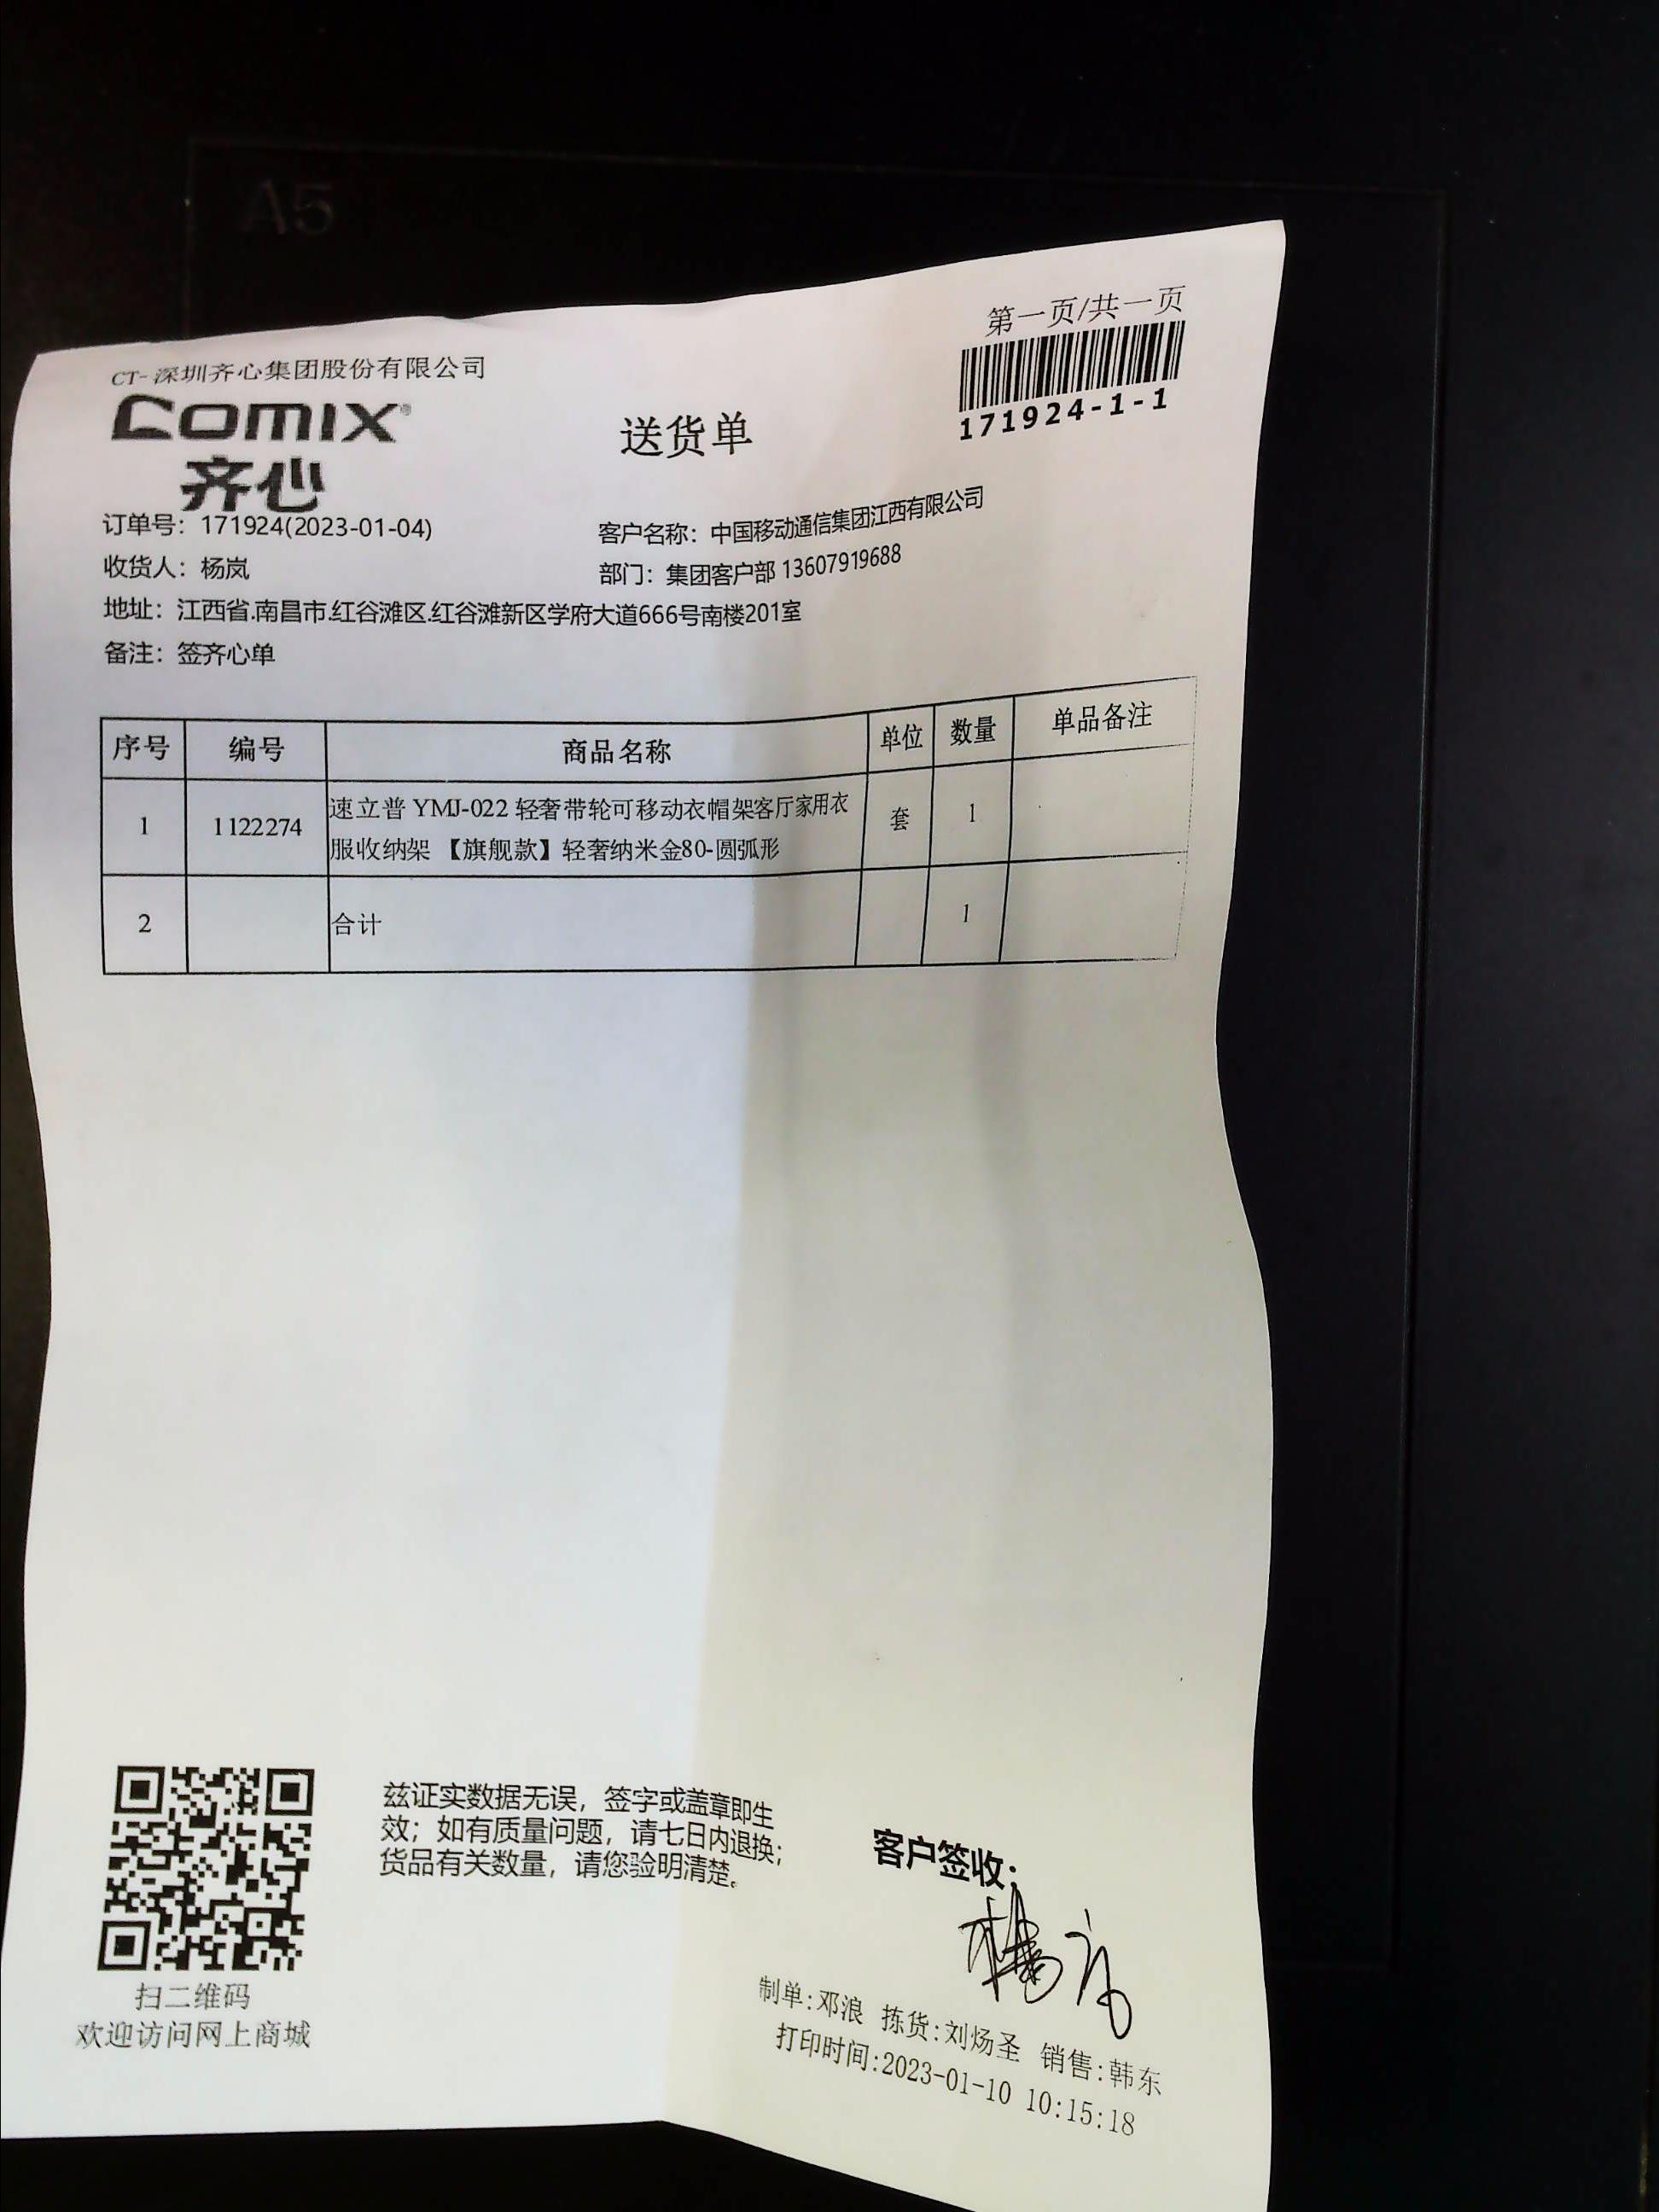 A5
第一页/共一页
CT-深圳齐心集团股份有限公司
COMIX®
齐心
送货单
171924-1-1
订单号：171924(2023-01-04)
客户名称：中国移动通信集团江西有限公司
收货人：杨岚
部门：集团客户部 13607919688
地址：江西省.南昌市.红谷滩区.红谷滩新区学府大道666号南楼201室
备注：签齐心单
序号 编号 商品名称 单位 数量 单品备注
1 1122274 速立普 YMJ-022 轻奢带轮可移动衣帽架客厅家用衣 套 1
服收纳架 【旗舰款】轻奢纳米金80-圆弧形
2 合计 1
兹证实数据无误，签字或盖章即生
效；如有质量问题，请七日内退换；
货品有关数量，请您验明清楚。
客户签收：
扫二维码
欢迎访问网上商城
制单:邓浪 拣货:刘炀圣 销售:韩东
打印时间:2023-01-10 10:15:18